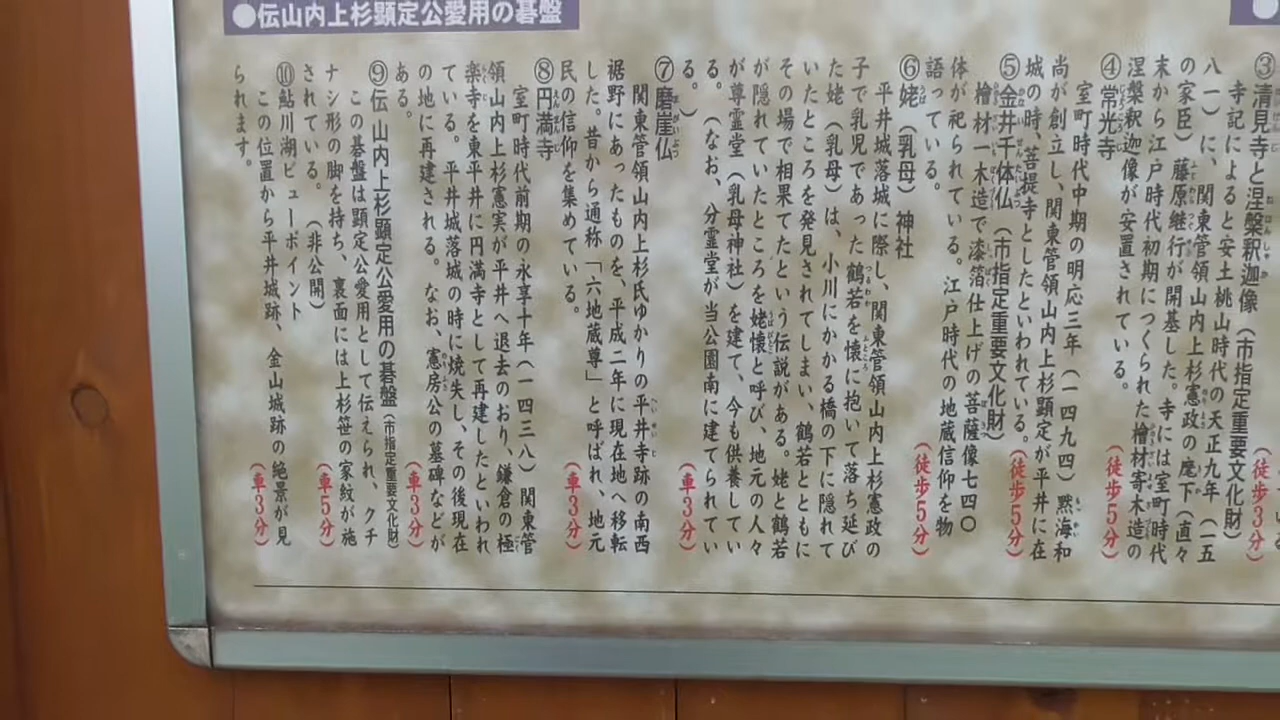 ●伝山内上杉顕定公愛用の碁盤
③清見寺と涅槃釈迦像（市指定重要文化財）
（徒歩3分）
寺記によると安土桃山時代の天正九年（一五
八一）に、関東管領山内上杉憲政の麾下（直々
の家臣）藤原継行が開基した。寺には室町時代
末から江戸時代初期につくられた檜材寄木造の
涅槃釈迦像が安置されている。
④常光寺
（徒歩5分）
室町時代中期の明応三年（一四九四）黙海和
尚が創立し、関東管領山内上杉顕定が平井に在
城の時、菩提寺としたといわれている。
⑤金井千体仏（市指定重要文化財）
（徒歩5分）
檜材一木造で漆箔仕上げの菩薩像七四〇
体が祀られている。江戸時代の地蔵信仰を物
語っている。
⑥姥（乳母）神社
（徒歩5分）
平井城落城に際し、関東管領山内上杉憲政の
子で乳児であった鶴若を懐に抱いて落ち延び
た姥（乳母）は、小川にかかる橋の下に隠れて
いたところを発見されてしまい、鶴若とともに
その場で相果てたという伝説がある。姥と鶴若
が隠れていたところを姥懐と呼び、地元の人々
が尊霊堂（乳母神社）を建て、今も供養してい
る。（なお、分霊堂が当公園南に建てられてい
る。）
⑦磨崖仏
（車3分）
関東管領山内上杉氏ゆかりの平井寺跡の南西
裾野にあったものを、平成二年に現在地へ移転
した。昔から通称「六地蔵尊」と呼ばれ、地元
民の信仰を集めている。
⑧円満寺
（車3分）
室町時代前期の永享十年（一四三八）関東管
領山内上杉憲実が平井へ退去のおり、鎌倉の極
楽寺を東平井に円満寺として再建したといわれ
ている。平井城落城の時に焼失し、その後現在
の地に再建される。なお、憲房公の墓碑などが
ある。
（車3分）
⑨伝 山内上杉顕定公愛用の碁盤（市指定重要文化財）
この碁盤は顕定公愛用として伝えられ、クチ
ナシ形の脚を持ち、裏面には上杉笹の家紋が施
されている。（非公開）
（車5分）
⑩鮎川湖ビューポイント
（車3分）
この位置から平井城跡、金山城跡の絶景が見
られます。